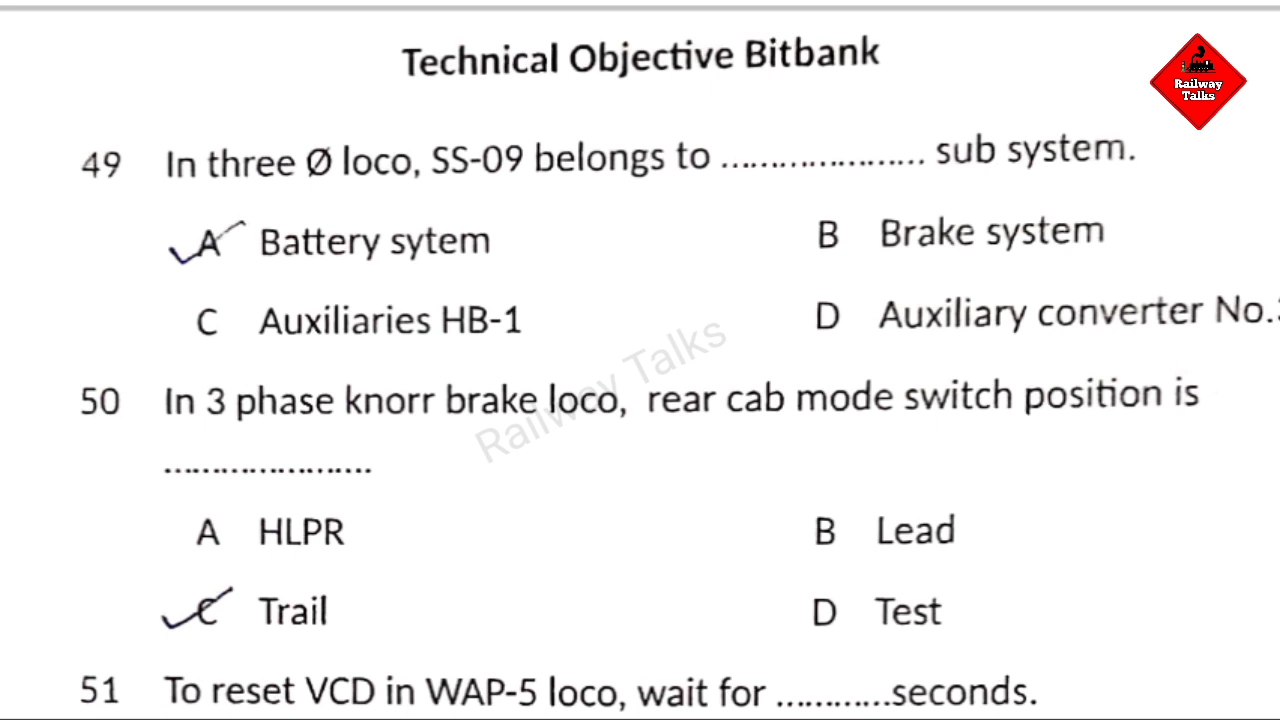 Technical Objective Bitbank
Railway
Talks
49 In three Ø loco, SS-09 belongs to .................... sub system.
A Battery sytem
B Brake system
C Auxiliaries HB-1
D Auxiliary converter No.
50 In 3 phase knorr brake loco, rear cab mode switch position is
......................
A HLPR
B Lead
C Trail
D Test
51 To reset VCD in WAP-5 loco, wait for ............seconds.
Railway Talks